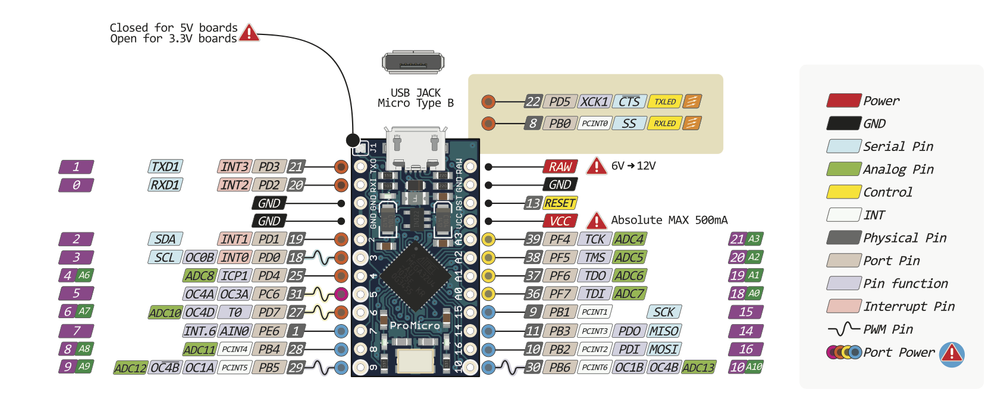 Closed for 5V boards
Open for 3.3V boards
USB JACK
Micro Type B
22 PD5 XCK1 CTS TXLED
8 PB0 PCINT0 SS RXLED
J1
1 TXD1 INT3 PD3 21 TXO RAW RAW 6V→12V
0 RXD1 INT2 PD2 20 RXI GND GND
GND GND RST 13 RESET
GND GND VCC VCC Absolute MAX 500mA
2 SDA INT1 PD1 19 2 A3 39 PF4 TCK ADC4 21 A3
3 SCL OC0B INT0 PD0 18 3 A2 38 PF5 TMS ADC5 20 A2
4 A6 ADC8 ICP1 PD4 25 4 A1 37 PF6 TDO ADC6 19 A1
5 OC4A OC3A PC6 31 5 A0 36 PF7 TDI ADC7 18 A0
6 A7 ADC10 OC4D T0 PD7 27 6 15 9 PB1 PCINT1 SCK 15
7 INT.6 AIN0 PE6 1 7 ProMicro 14 11 PB3 PCINT3 PDO MISO 14
8 A8 ADC11 PCINT4 PB4 28 8 16 10 PB2 PCINT2 PDI MOSI 16
9 A9 ADC12 OC4B OC1A PCINT5 PB5 29 9 10 30 PB6 PCINT6 OC1B OC4B ADC13 10 A10
Power
GND
Serial Pin
Analog Pin
Control
INT
Physical Pin
Port Pin
Pin function
Interrupt Pin
PWM Pin
Port Power